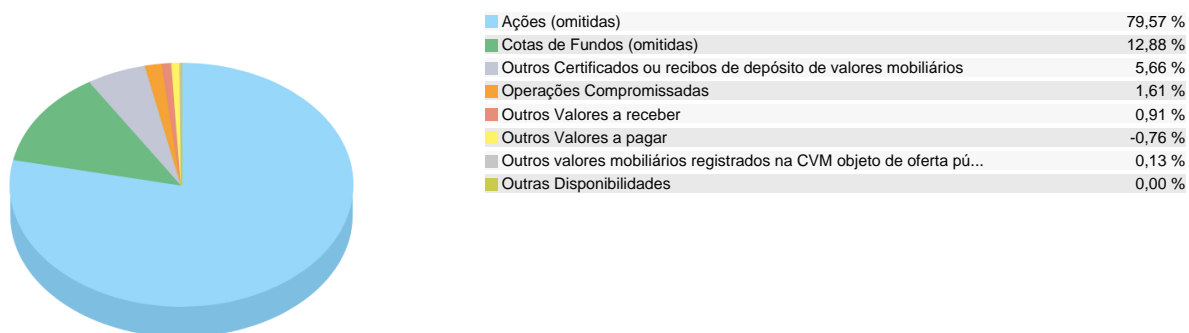 Ações (omitidas) 79,57 %
Cotas de Fundos (omitidas) 12,88 %
Outros Certificados ou recibos de depósito de valores mobiliários 5,66 %
Operações Compromissadas 1,61 %
Outros Valores a receber 0,91 %
Outros Valores a pagar -0,76 %
Outros valores mobiliários registrados na CVM objeto de oferta pú... 0,13 %
Outras Disponibilidades 0,00 %